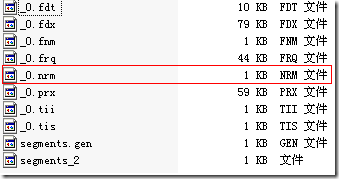 _0.fdt 10 KB FDT 文件
_0.fdx 79 KB FDX 文件
_0.fnm 1 KB FNM 文件
_0.frq 44 KB FRQ 文件
_0.nrm 1 KB NRM 文件
_0.prx 59 KB PRX 文件
_0.tii 1 KB TII 文件
_0.tis 1 KB TIS 文件
segments.gen 1 KB GEN 文件
segments_2 1 KB 文件